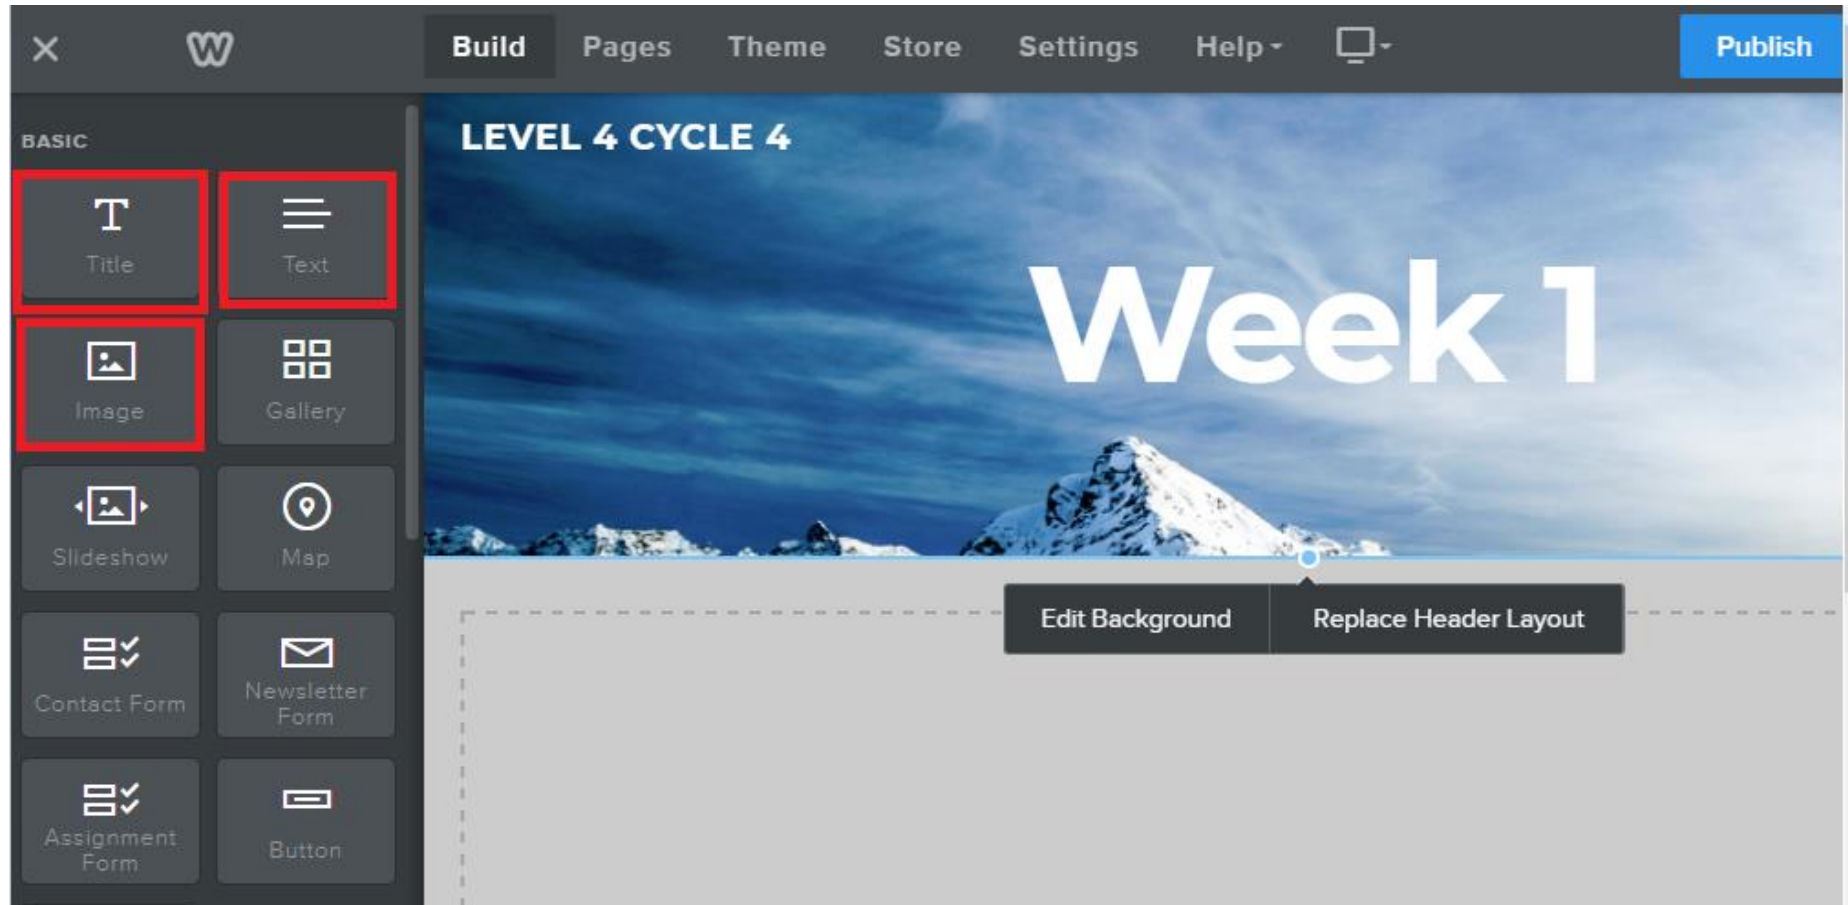 Build Pages Theme Store Settings Help Publish
BASIC
Title Text
Image Gallery
Slideshow Map
Contact Form
Newsletter
Form
Assignment
Form
Button
LEVEL 4 CYCLE 4
Week 1
Edit Background Replace Header Layout